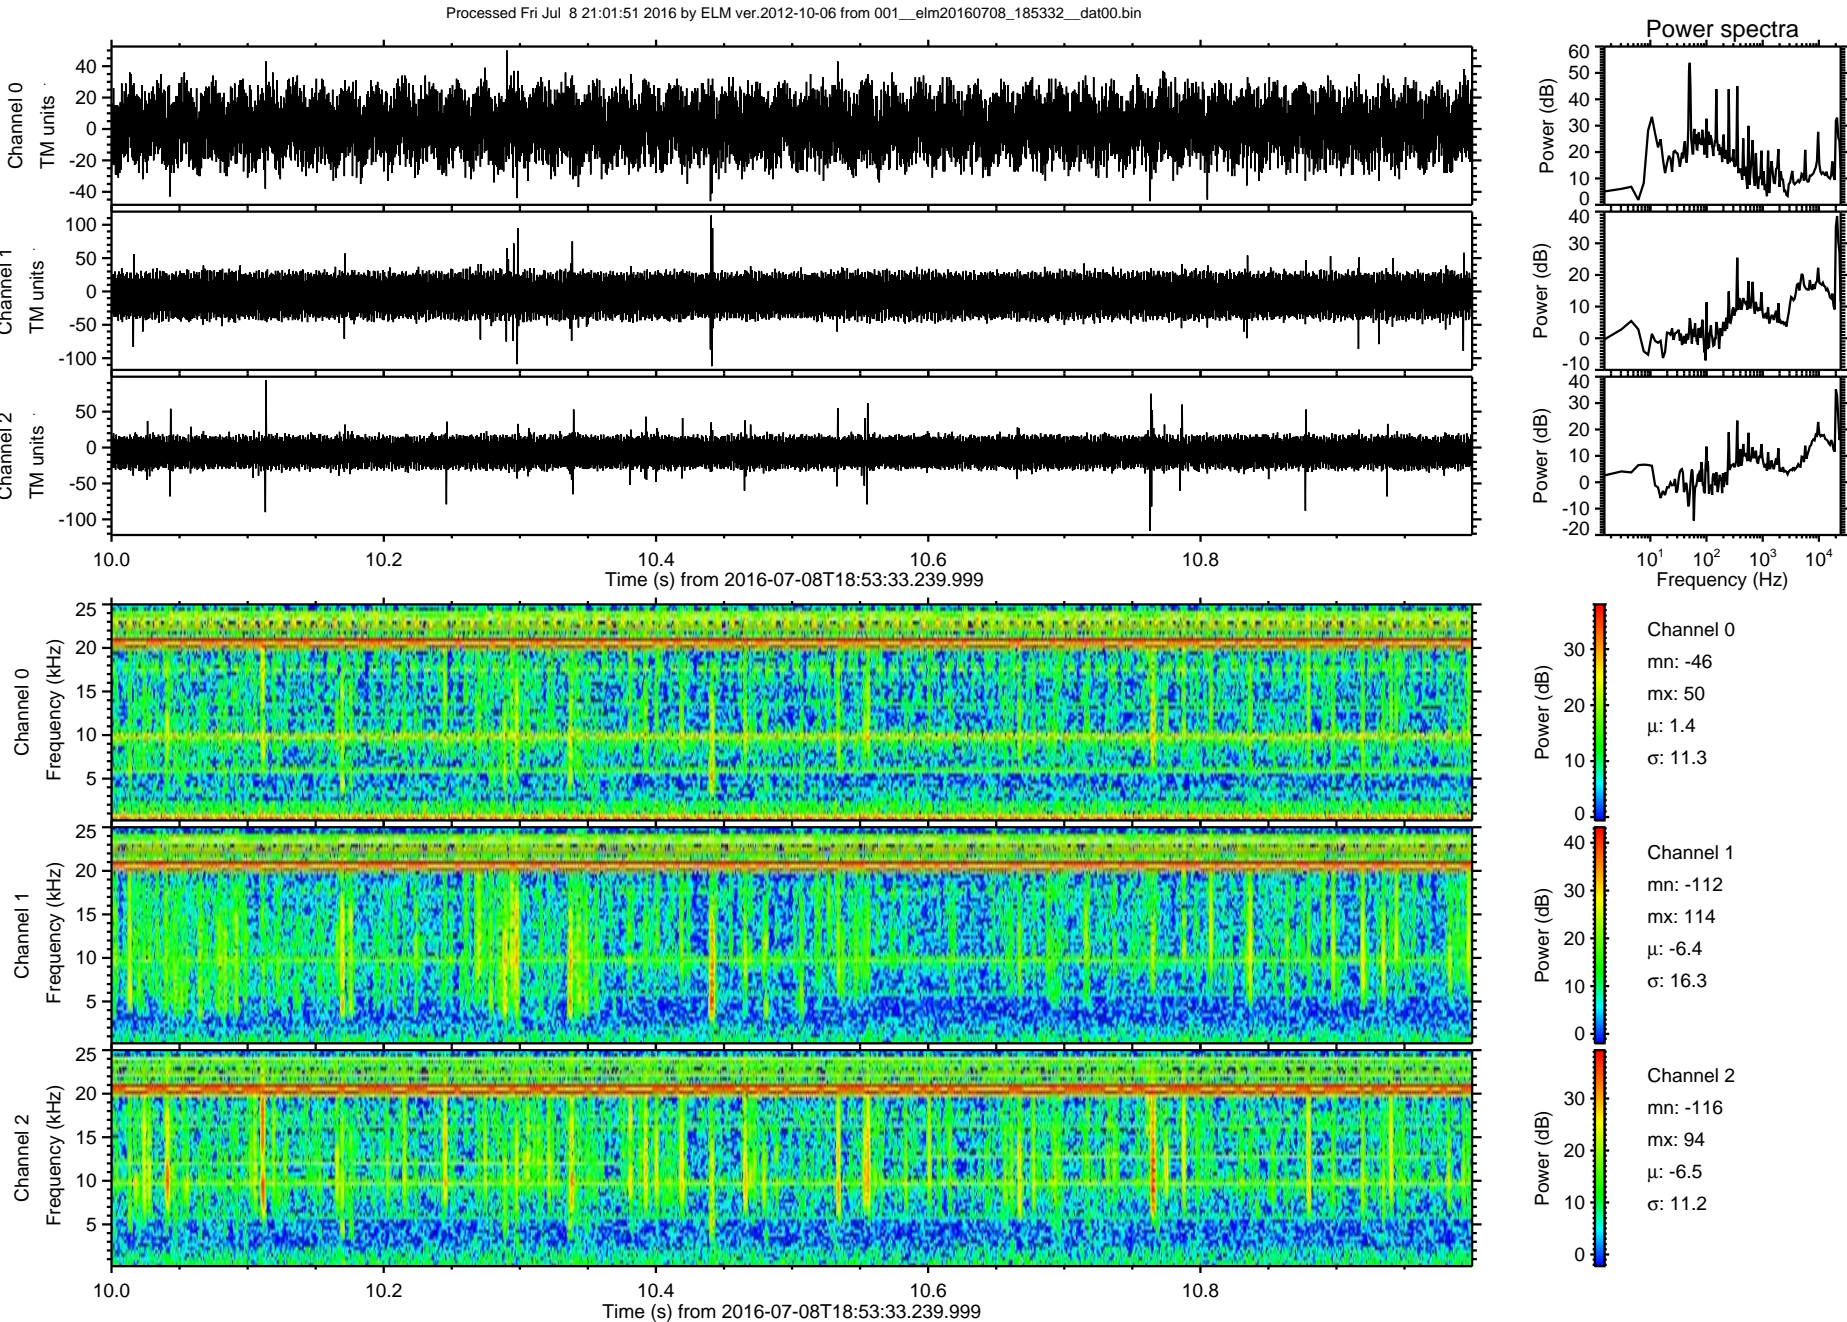 Processed Fri Jul 8 21:01:51 2016 by ELM ver.2012-10-06 from 001__elm20160708_185332__dat00.bin
Power spectra
Channel 0
TM units
40
20
0
-20
-40
Power (dB)
60
50
40
30
20
10
0
Channel 1
TM units
100
50
0
-50
-100
Power (dB)
40
30
20
10
0
-10
Channel 2
TM units
50
0
-50
-100
Power (dB)
40
30
20
10
0
-10
-20
10.0 10.2 10.4 10.6 10.8
Time (s) from 2016-07-08T18:53:33.239.999
10^1 10^2 10^3 10^4
Frequency (Hz)
Channel 0
Frequency (kHz)
25
20
15
10
5
Power (dB)
30
20
10
0
Channel 0
mn: -46
mx: 50
μ: 1.4
σ: 11.3
Channel 1
Frequency (kHz)
25
20
15
10
5
Power (dB)
40
30
20
10
0
Channel 1
mn: -112
mx: 114
μ: -6.4
σ: 16.3
Channel 2
Frequency (kHz)
25
20
15
10
5
Power (dB)
30
20
10
0
Channel 2
mn: -116
mx: 94
μ: -6.5
σ: 11.2
10.0 10.2 10.4 10.6 10.8
Time (s) from 2016-07-08T18:53:33.239.999